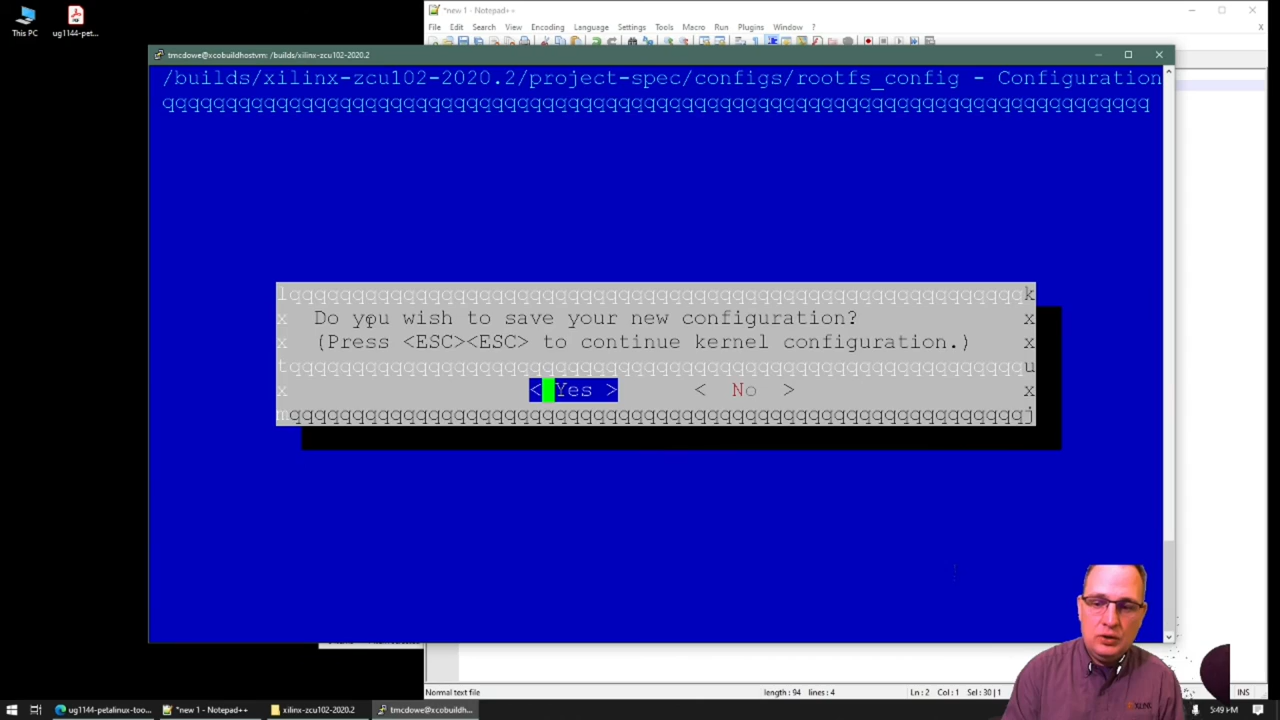 *new 1 - Notepad++
File Edit Search View Encoding Language Settings Tools Macro Run Plugins Window ?
X
This PC
ug1144-pet...
tmcdowe@xcobuildhostvm: /builds/xilinx-zcu102-2020.2
/builds/xilinx-zcu102-2020.2/project-spec/configs/rootfs_config - Configuration
qqqqqqqqqqqqqqqqqqqqqqqqqqqqqqqqqqqqqqqqqqqqqqqqqqqqqqqqqqqqqqqqqqqqqqqqqqqqqq
lqqqqqqqqqqqqqqqqqqqqqqqqqqqqqqqqqqqqqqqqqqqqqqqqqqqqqqqqqqk
x Do you wish to save your new configuration? x
x (Press <ESC><ESC> to continue kernel configuration.) x
tqqqqqqqqqqqqqqqqqqqqqqqqqqqqqqqqqqqqqqqqqqqqqqqqqqqqqqqqqqu
x < Yes > < No > x
mqqqqqqqqqqqqqqqqqqqqqqqqqqqqqqqqqqqqqqqqqqqqqqqqqqqqqqqqqqj
Normal text file length : 94 lines : 4 Ln : 2 Col : 1 Sel : 30 | 1 INS
ug1144-petalinux-too... *new 1 - Notepad++ xilinx-zcu102-2020.2 tmcdowe@xcobuildh... 5:49 PM